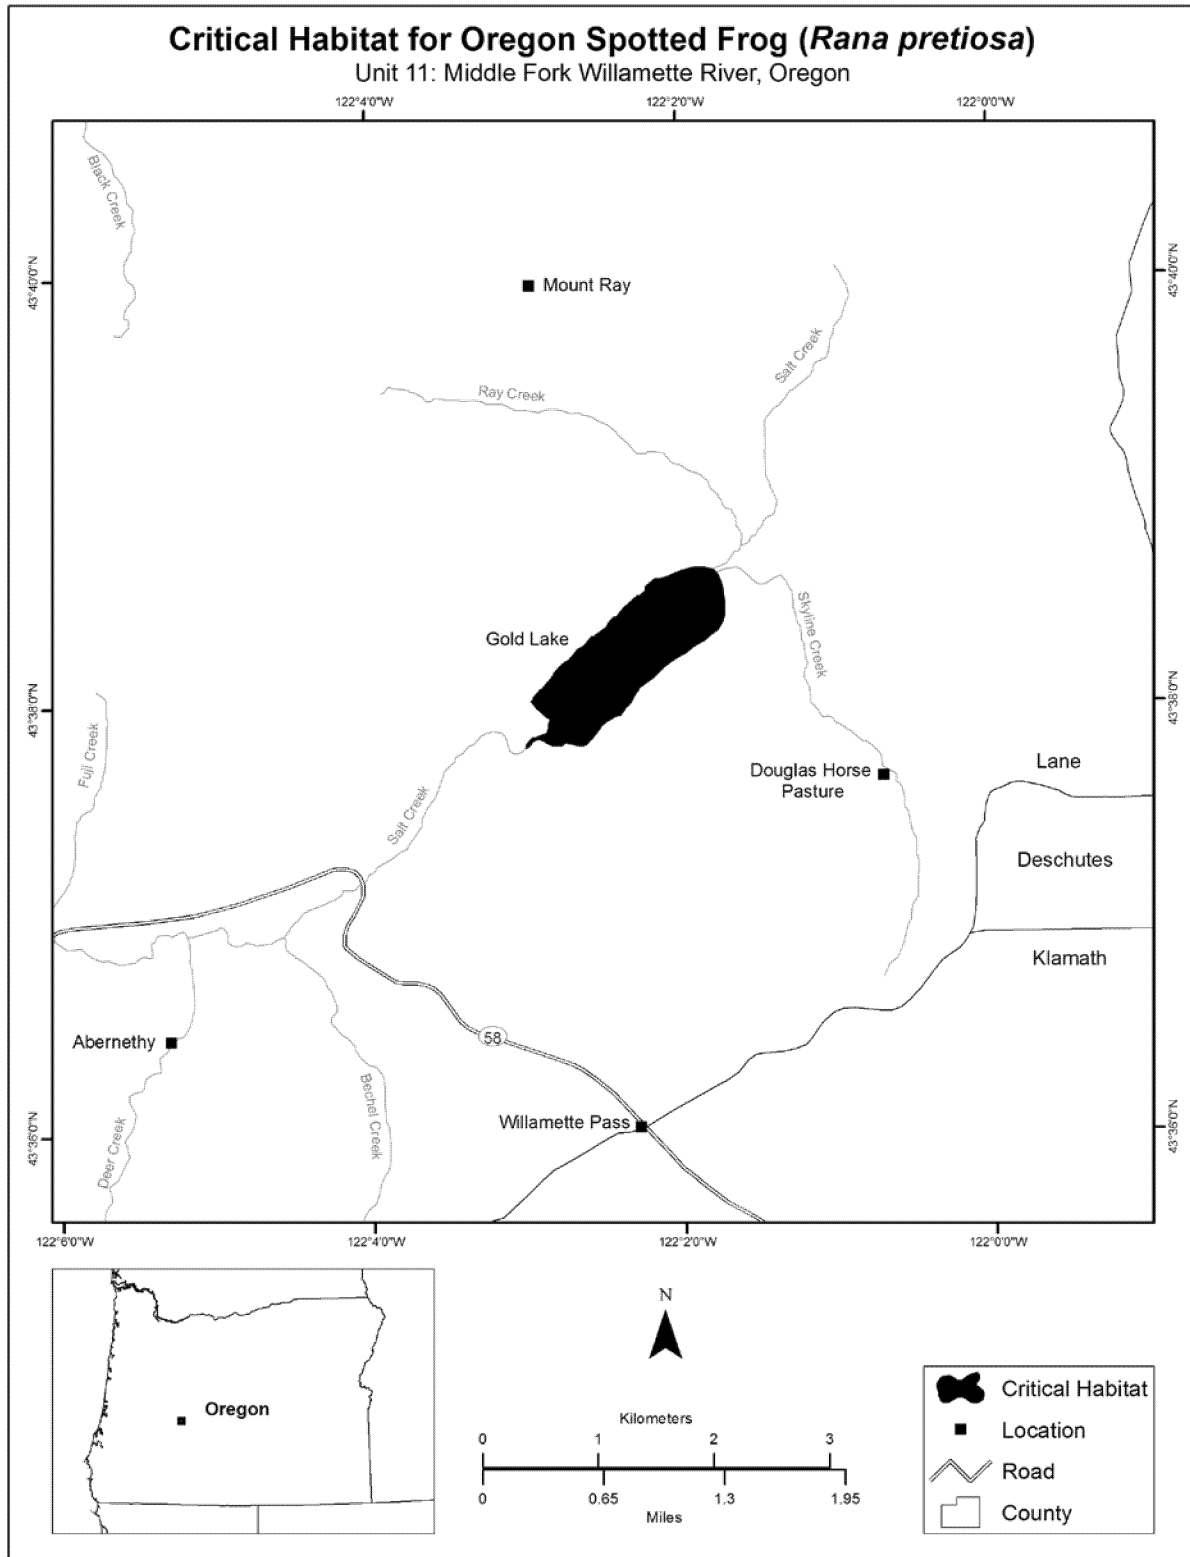 Critical Habitat for Oregon Spotted Frog (Rana pretiosa)
Unit 11: Middle Fork Willamette River, Oregon
122°4'0"W
122°2'0"W
122°0'0"W
Black Creek
43°40'0"N
Mount Ray
43°40'0"N
Salt Creek
Ray Creek
Skyline Creek
Gold Lake
43°38'0"N
43°38'0"N
Fuji Creek
Douglas Horse
Pasture
Lane
Salt Creek
Deschutes
Klamath
58
Abernethy
Bechel Creek
Willamette Pass
Deer Creek
43°36'0"N
43°36'0"N
122°6'0"W
122°4'0"W
122°2'0"W
122°0'0"W
Oregon
N
Kilometers
0 1 2 3
0 0.65 1.3 1.95
Miles
Critical Habitat
Location
Road
County